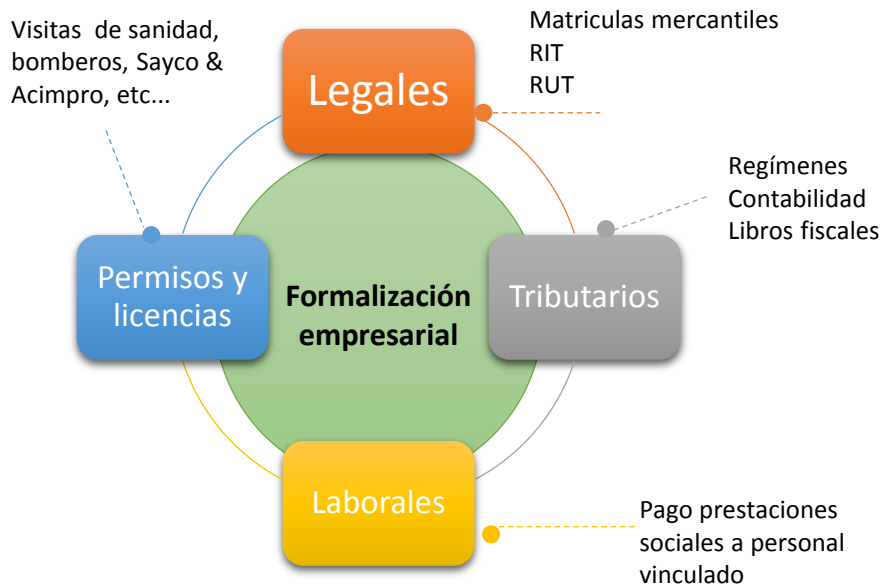 Visitas de sanidad,
bomberos, Sayco &
Acimpro, etc...
Legales
Matriculas mercantiles
RIT
RUT
Regímenes
Contabilidad
Libros fiscales
Permisos y
licencias
Formalización
empresarial
Tributarios
Laborales
Pago prestaciones
sociales a personal
vinculado